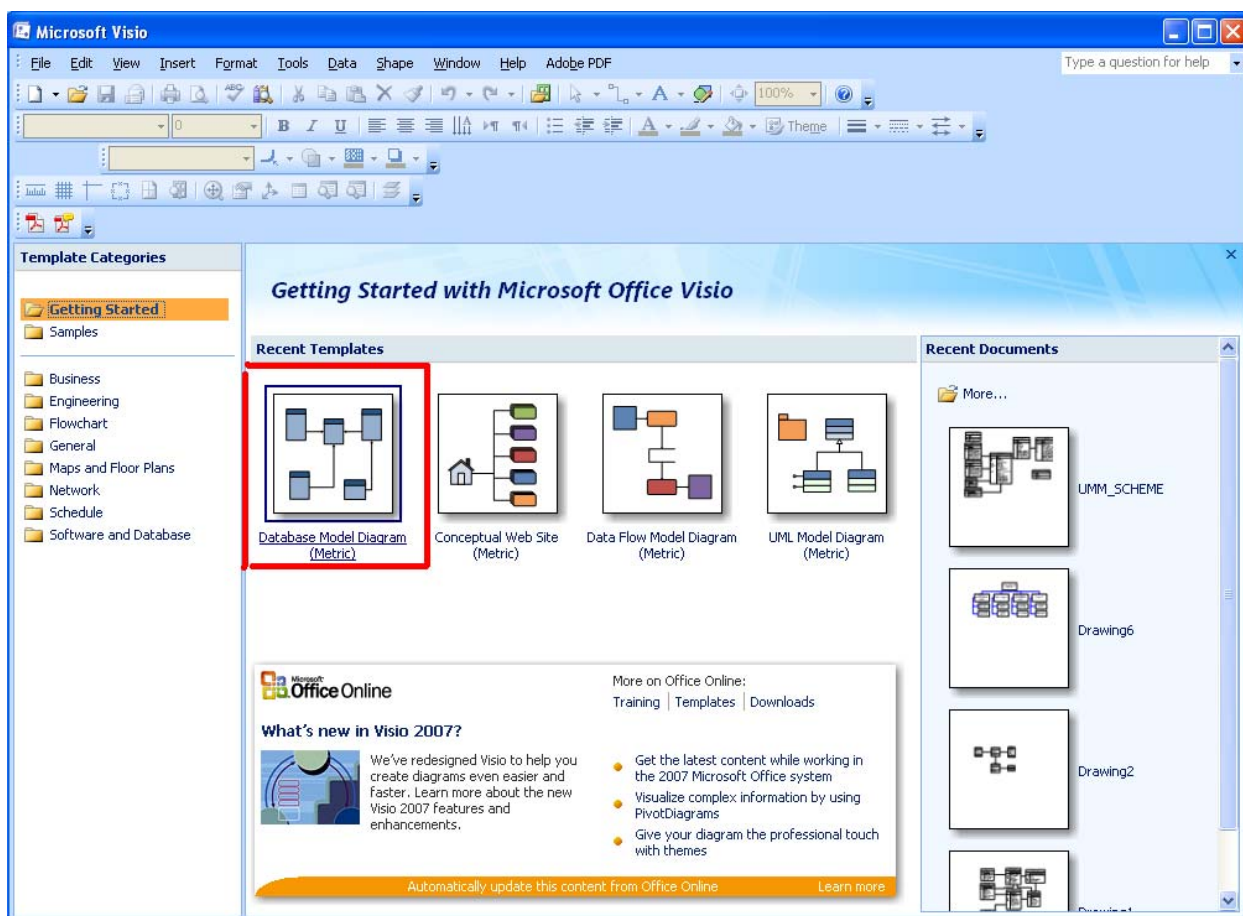 Microsoft Visio
File Edit View Insert Format Tools Data Shape Window Help Adobe PDF
Type a question for help
100%
0
B I U A Theme
Template Categories
Getting Started
Samples
Business
Engineering
Flowchart
General
Maps and Floor Plans
Network
Schedule
Software and Database
Getting Started with Microsoft Office Visio
Recent Templates
Database Model Diagram
(Metric)
Conceptual Web Site
(Metric)
Data Flow Model Diagram
(Metric)
UML Model Diagram
(Metric)
Microsoft
Office Online
What's new in Visio 2007?
We've redesigned Visio to help you
create diagrams even easier and
faster. Learn more about the new
Visio 2007 features and
enhancements.
More on Office Online:
Training | Templates | Downloads
Get the latest content while working in
the 2007 Microsoft Office system
Visualize complex information by using
PivotDiagrams
Give your diagram the professional touch
with themes
Automatically update this content from Office Online
Learn more
Recent Documents
More...
UMM_SCHEME
Drawing6
Drawing2
Drawing1